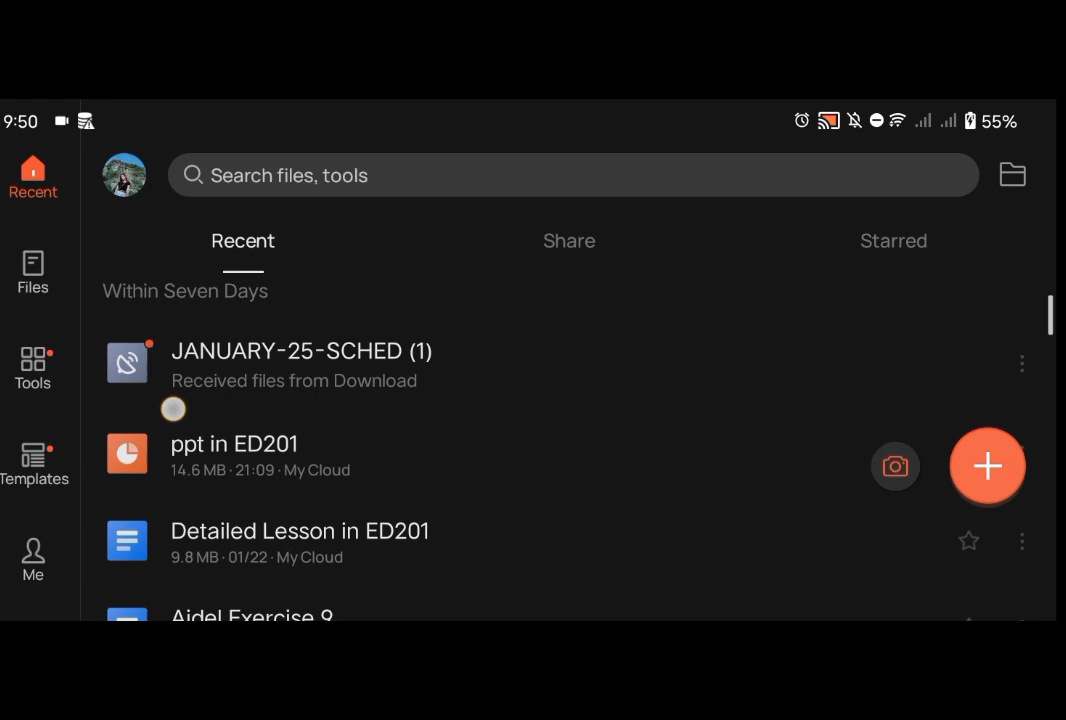 9:50
55%
Search files, tools
Recent
Recent
Share
Starred
Within Seven Days
Files
JANUARY-25-SCHED (1)
Received files from Download
Tools
ppt in ED201
14.6 MB · 21:09 · My Cloud
Templates
Detailed Lesson in ED201
9.8 MB · 01/22 · My Cloud
Me
Aidel Exercise 9